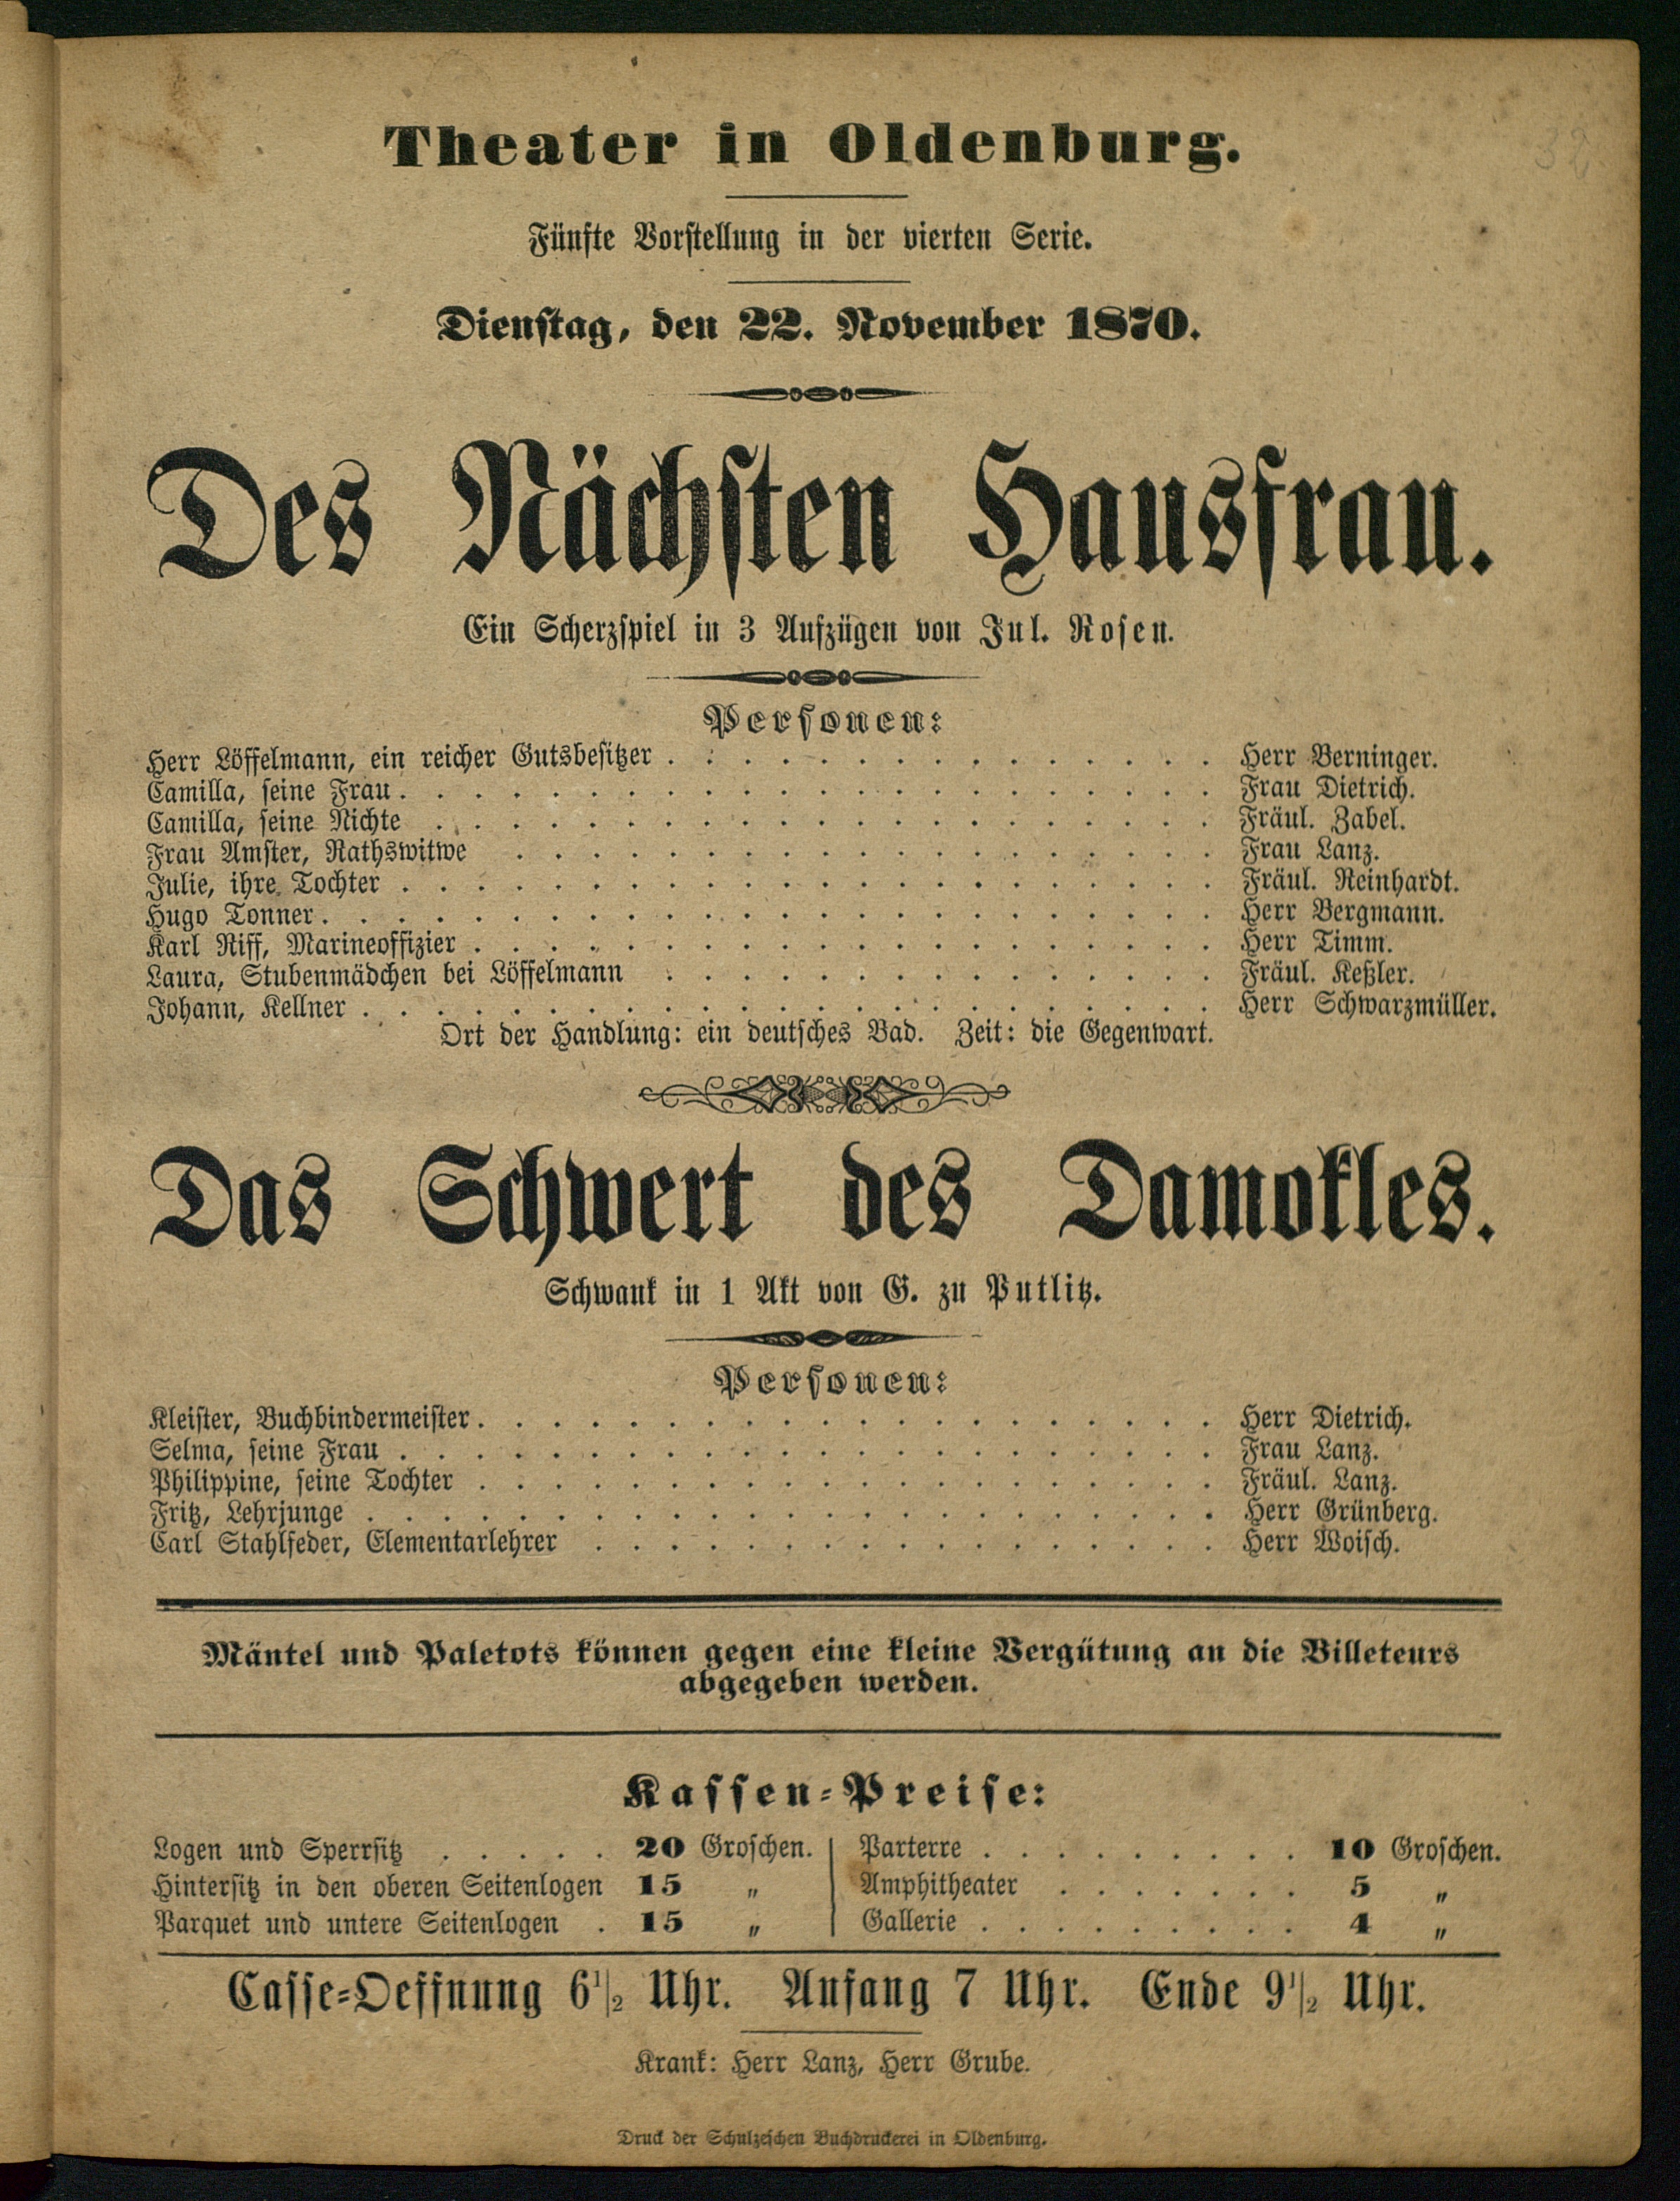 32
Theater in Oldenburg.
Fünfte Vorstellung in der vierten Serie.
Dienstag, den 22. November 1870.
Des Nächsten Hausfrau.
Ein Scherzspiel in 3 Aufzügen von Jul. Rosen.
Personen:
Herr Löffelmann, ein reicher Gutsbesitzer . . . . . . . . . . . . . . . Herr Berninger.
Camilla, seine Frau . . . . . . . . . . . . . . . . . . . . . . Frau Dietrich.
Camilla, seine Nichte . . . . . . . . . . . . . . . . . . . . . Fräul. Zabel.
Frau Amster, Rathswitwe . . . . . . . . . . . . . . . . . . . Frau Lanz.
Julie, ihre Tochter . . . . . . . . . . . . . . . . . . . . . . Fräul. Reinhardt.
Hugo Tonner . . . . . . . . . . . . . . . . . . . . . . . . Herr Bergmann.
Karl Riff, Marineoffizier . . . . . . . . . . . . . . . . . . . . Herr Timm.
Laura, Stubenmädchen bei Löffelmann . . . . . . . . . . . . . . . Fräul. Keßler.
Johann, Kellner . . . . . . . . . . . . . . . . . . . . . . . Herr Schwarzmüller.
Ort der Handlung: ein deutsches Bad. Zeit: die Gegenwart.
Das Schwert des Damokles.
Schwank in 1 Akt von G. zu Putlitz.
Personen:
Kleister, Buchbindermeister . . . . . . . . . . . . . . . . . . . . Herr Dietrich.
Selma, seine Frau . . . . . . . . . . . . . . . . . . . . . . Frau Lanz.
Philippine, seine Tochter . . . . . . . . . . . . . . . . . . . . Fräul. Lanz.
Fritz, Lehrjunge . . . . . . . . . . . . . . . . . . . . . . . Herr Grünberg.
Carl Stahlfeder, Elementarlehrer . . . . . . . . . . . . . . . . . Herr Woisch.
Mäntel und Paletots können gegen eine kleine Vergütung an die Billeteurs
abgegeben werden.
Kassen-Preise:
Logen und Sperrsitz . . . . . 20 Groschen. | Parterre . . . . . . . . . 10 Groschen.
Hintersitz in den oberen Seitenlogen 15 " | Amphitheater . . . . . . . 5 "
Parquet und untere Seitenlogen . 15 " | Gallerie . . . . . . . . . 4 "
Casse-Oeffnung 6 1/2 Uhr. Anfang 7 Uhr. Ende 9 1/2 Uhr.
Krank: Herr Lanz, Herr Grube.
Druck der Schulzeschen Buchdruckerei in Oldenburg.